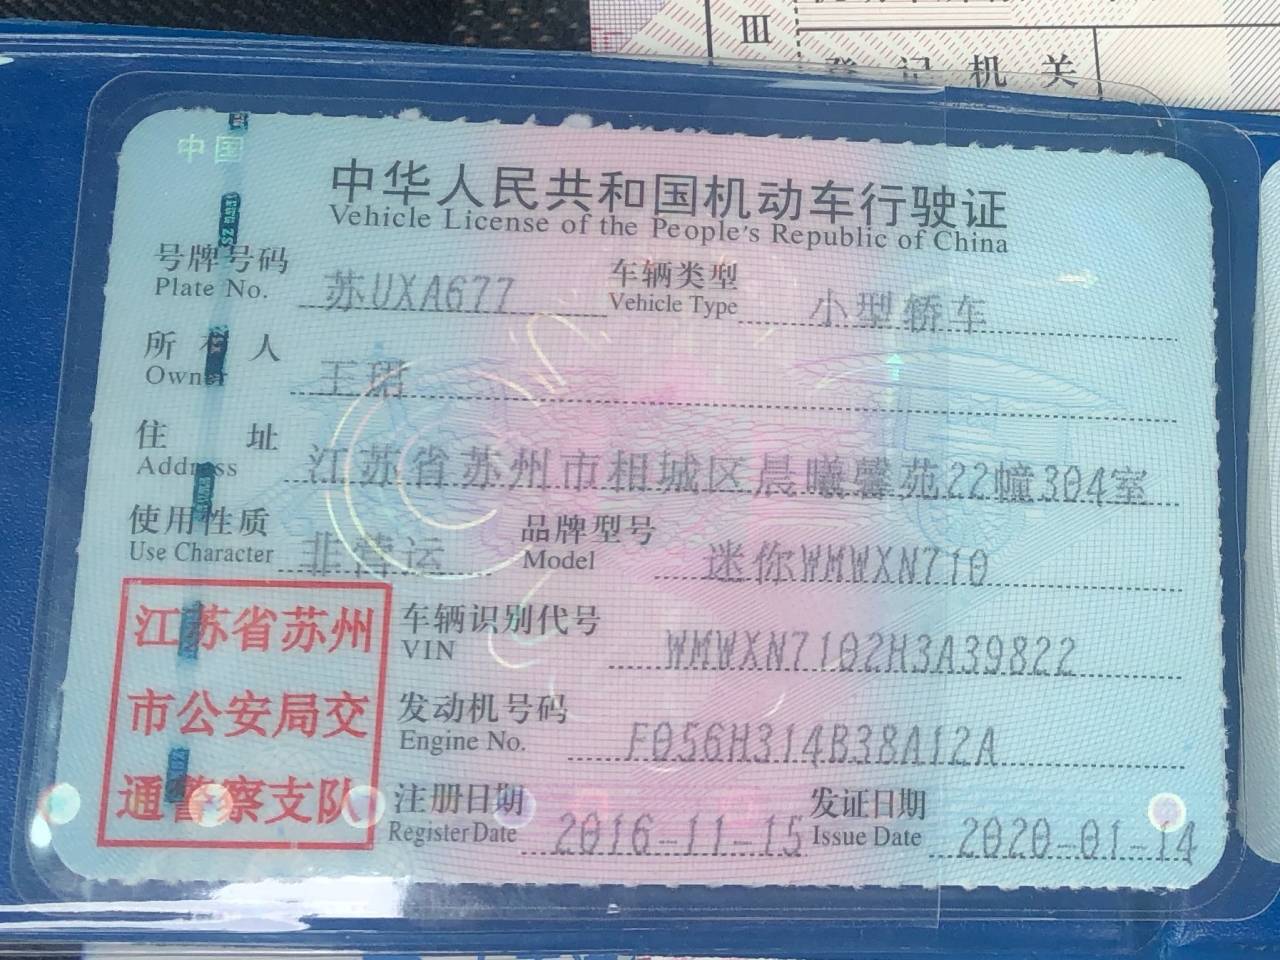 III
登 记 机 关
中国
中华人民共和国机动车行驶证
Vehicle License of the People's Republic of China
号牌号码 苏UXA677 车辆类型 小型轿车
Plate No. Vehicle Type
所有人 王玥
Owner
住 址 江苏省苏州市相城区晨曦馨苑22幢304室
Address
使用性质 非营运 品牌型号 迷你WMWXN710
Use Character Model
江苏省苏州
市公安局交
通警察支队
车辆识别代号 WMWXN7102H3A39822
VIN
发动机号码 F056H314B38A12A
Engine No.
注册日期 2016-11-15 发证日期 2020-01-14
Register Date Issue Date